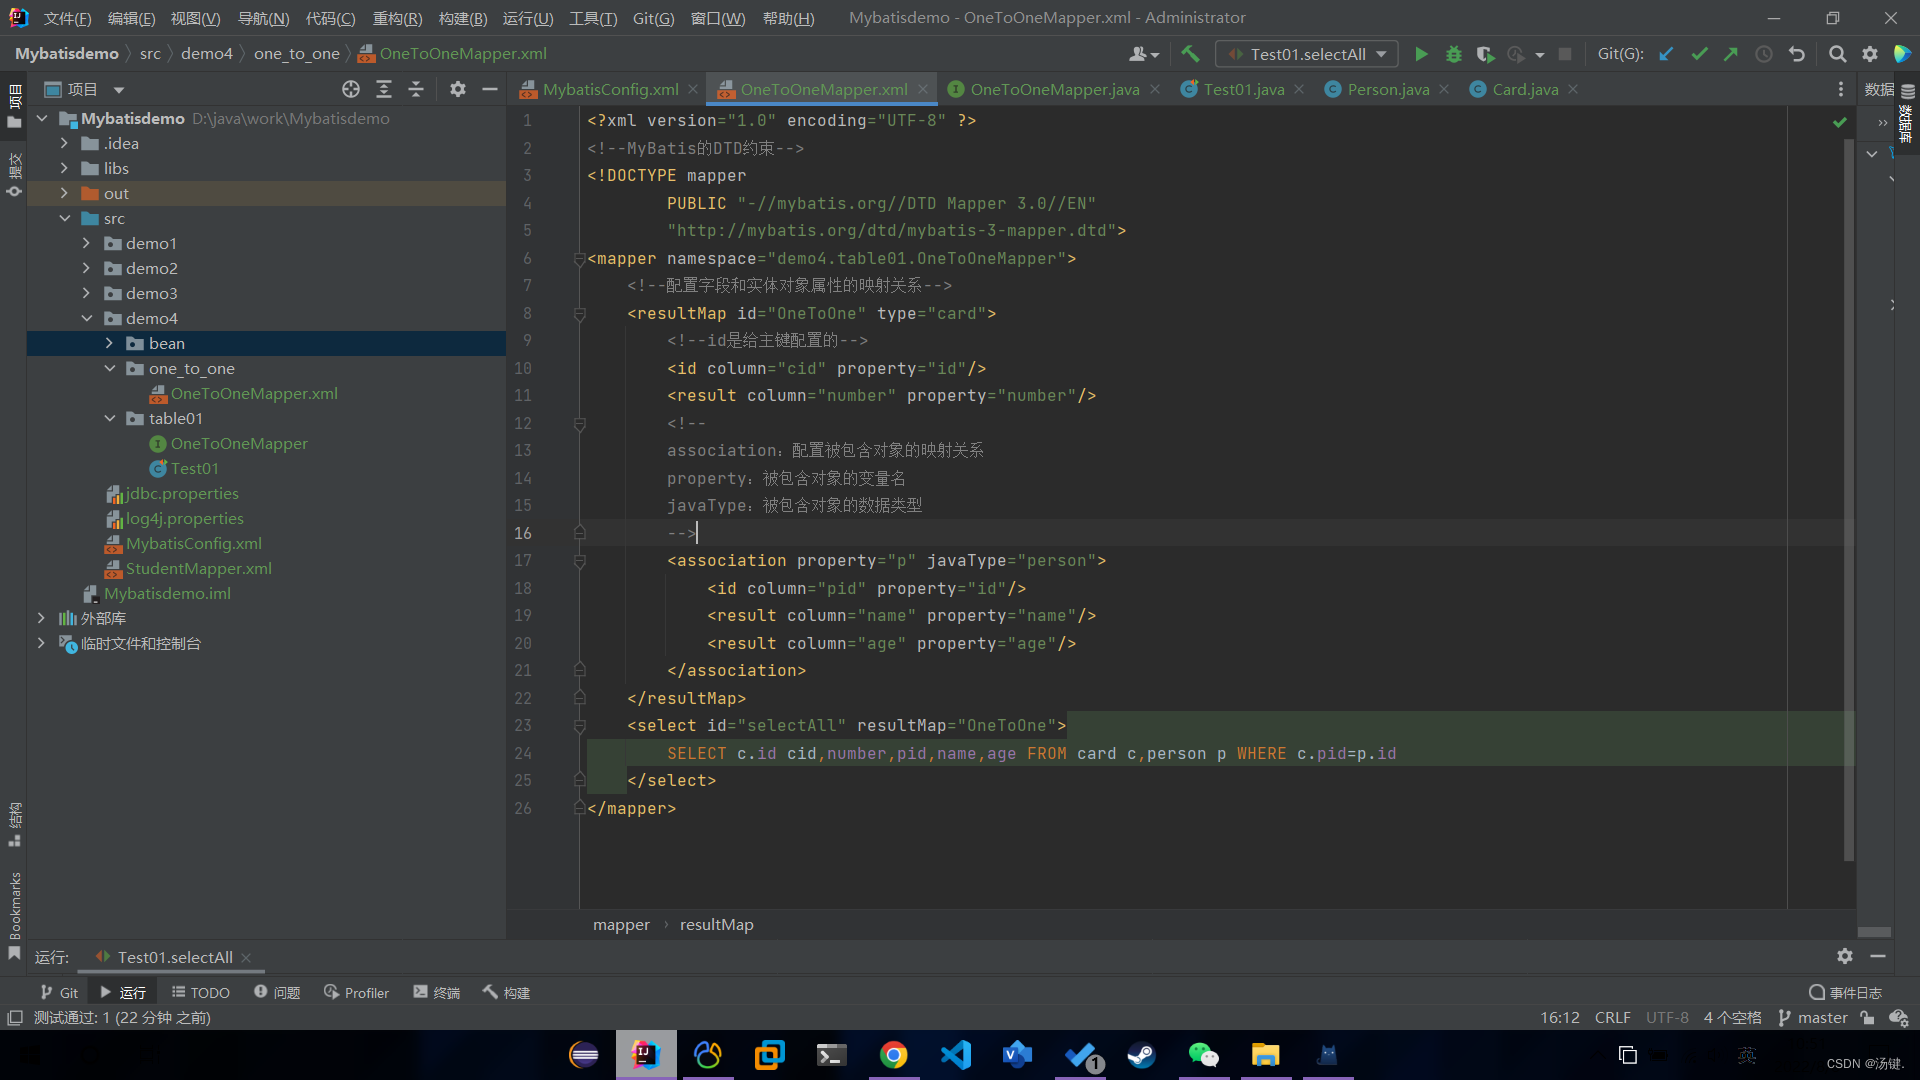 文件(F) 编辑(E) 视图(V) 导航(N) 代码(C) 重构(R) 构建(B) 运行(U) 工具(T) Git(G) 窗口(W) 帮助(H) Mybatisdemo - OneToOneMapper.xml - Administrator
Mybatisdemo src demo4 one_to_one OneToOneMapper.xml Test01.selectAll Git(G):
项目 MybatisConfig.xml OneToOneMapper.xml OneToOneMapper.java Test01.java Person.java Card.java 数据
项目
提交
结构
Bookmarks
数据库
Mybatisdemo D:\java\work\Mybatisdemo
.idea
libs
out
src
demo1
demo2
demo3
demo4
bean
one_to_one
OneToOneMapper.xml
table01
OneToOneMapper
Test01
jdbc.properties
log4j.properties
MybatisConfig.xml
StudentMapper.xml
Mybatisdemo.iml
外部库
临时文件和控制台
1 <?xml version="1.0" encoding="UTF-8" ?>
2 <!--MyBatis的DTD约束-->
3 <!DOCTYPE mapper
4 PUBLIC "-//mybatis.org//DTD Mapper 3.0//EN"
5 "http://mybatis.org/dtd/mybatis-3-mapper.dtd">
6 <mapper namespace="demo4.table01.OneToOneMapper">
7 <!--配置字段和实体对象属性的映射关系-->
8 <resultMap id="OneToOne" type="card">
9 <!--id是给主键配置的-->
10 <id column="cid" property="id"/>
11 <result column="number" property="number"/>
12 <!--
13 association：配置被包含对象的映射关系
14 property：被包含对象的变量名
15 javaType：被包含对象的数据类型
16 -->
17 <association property="p" javaType="person">
18 <id column="pid" property="id"/>
19 <result column="name" property="name"/>
20 <result column="age" property="age"/>
21 </association>
22 </resultMap>
23 <select id="selectAll" resultMap="OneToOne">
24 SELECT c.id cid,number,pid,name,age FROM card c,person p WHERE c.pid=p.id
25 </select>
26 </mapper>
mapper › resultMap
运行: Test01.selectAll
Git 运行 TODO 问题 Profiler 终端 构建 事件日志
测试通过: 1 (22 分钟 之前) 16:12 CRLF UTF-8 4 个空格 master
1 英
CSDN @汤键.